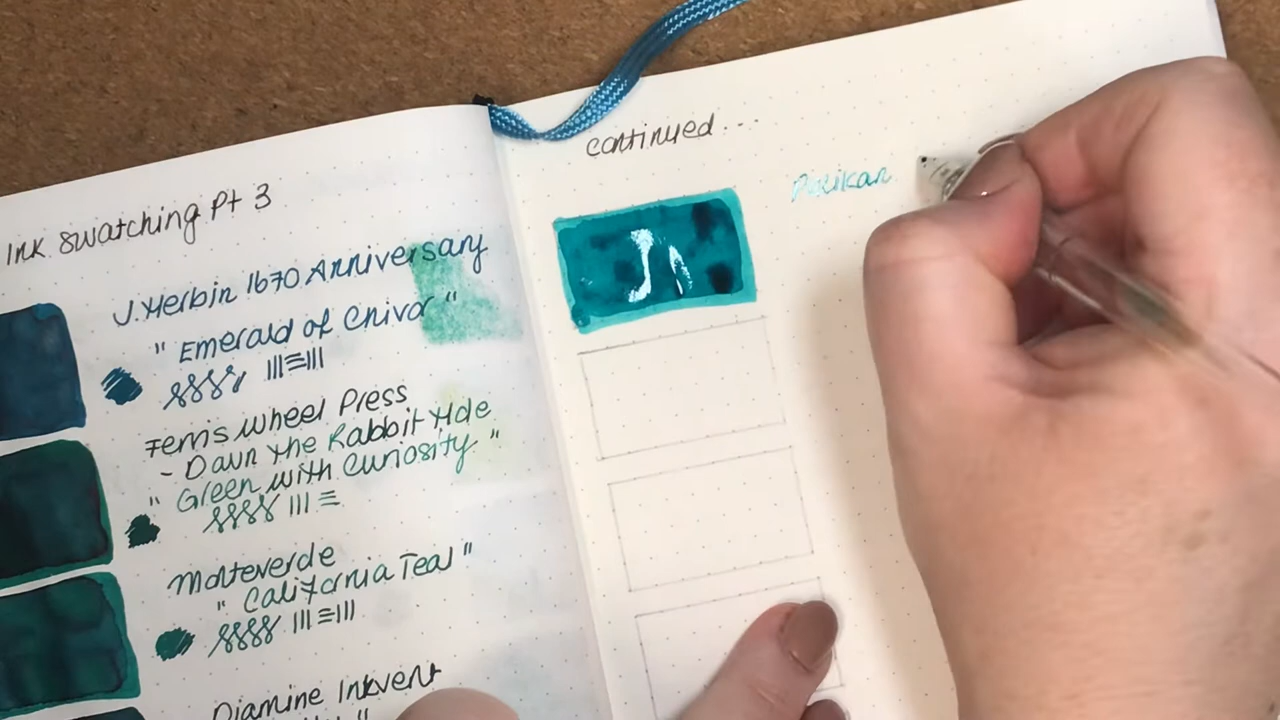 Ink swatching Pt 3
J. Herbin 1670 Anniversary
" Emerald of Chivor "
Ferris Wheel Press
- Down the Rabbit Hole
" Green with Curiosity "
Monteverde
" California Teal "
Diamine Inkvent
continued...
Pelikan